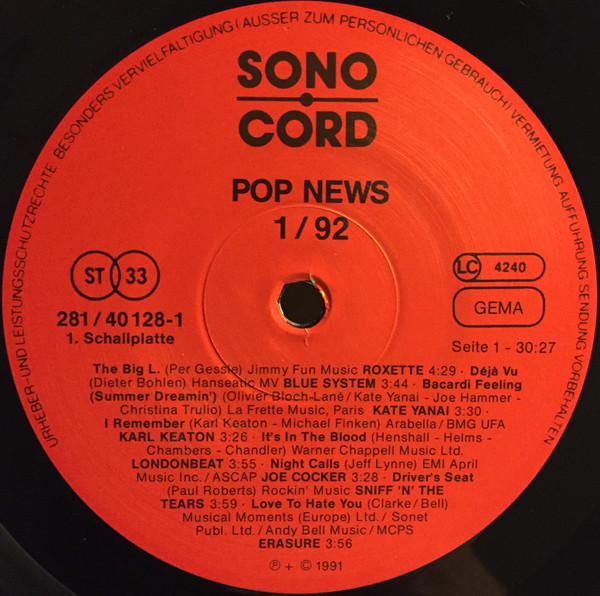 URHEBER-UND LEISTUNGSSCHUTZRECHTE, BESONDERS VERVIELFÄLTIGUNG (AUSSER ZUM PERSÖNLICHEN GEBRAUCH) VERMIETUNG AUFFÜHRUNG SENDUNG VORBEHALTEN
SONO
CORD
POP NEWS
1/92
ST 33
LC 4240
GEMA
281/40128-1
1. Schallplatte
Seite 1 - 30:27
The Big L. (Per Gessle) Jimmy Fun Music ROXETTE 4:29 · Déjà Vu
(Dieter Bohlen) Hanseatic MV BLUE SYSTEM 3:44 · Bacardi Feeling
(Summer Dreamin') (Olivier Bloch-Lanè/Kate Yanai - Joe Hammer -
Christina Trulio) La Frette Music, Paris KATE YANAI 3:30 ·
I Remember (Karl Keaton - Michael Finken) Arabella/BMG UFA
KARL KEATON 3:26 · It's In The Blood (Henshall - Helms -
Chambers - Chandler) Warner Chappell Music Ltd.
LONDONBEAT 3:55 · Night Calls (Jeff Lynne) EMI April
Music Inc./ASCAP JOE COCKER 3:28 · Driver's Seat
(Paul Roberts) Rockin' Music SNIFF 'N' THE
TEARS 3:59 · Love To Hate You (Clarke/Bell)
Musical Moments (Europe) Ltd./Sonet
Publ. Ltd./Andy Bell Music/MCPS
ERASURE 3:56
℗ + © 1991